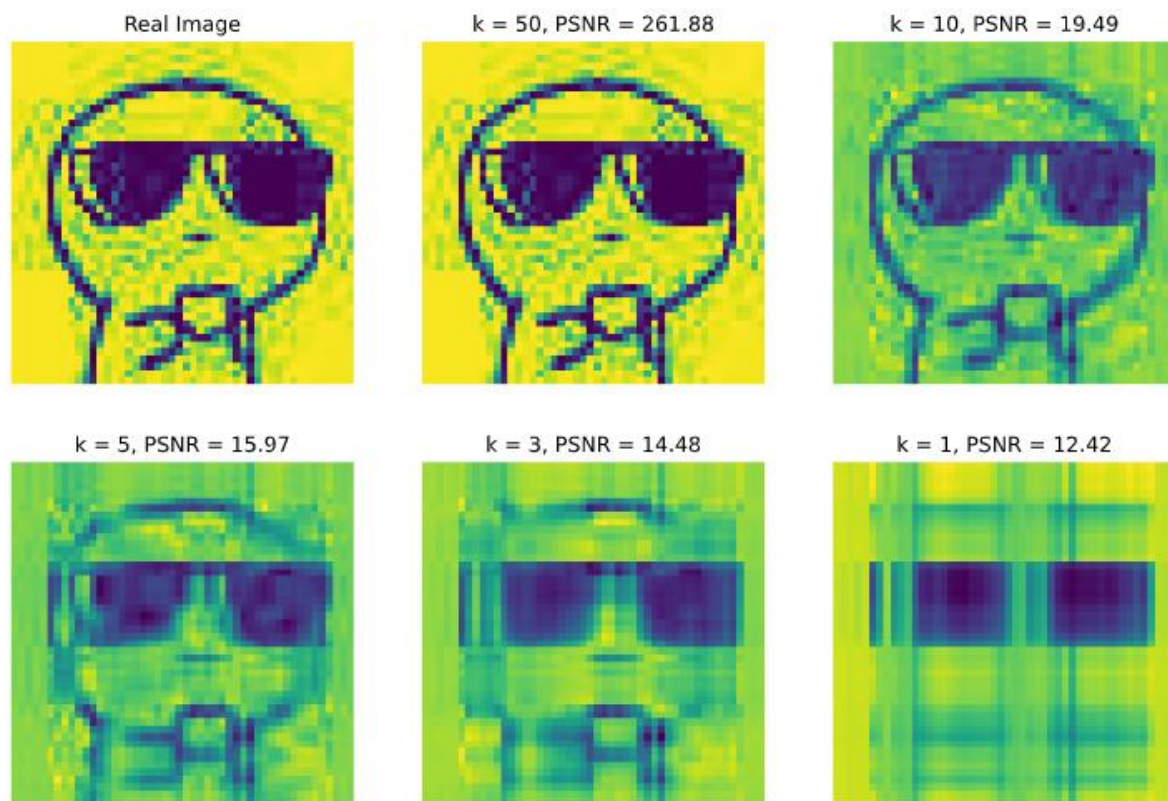 Real Image
k = 50, PSNR = 261.88
k = 10, PSNR = 19.49
k = 5, PSNR = 15.97
k = 3, PSNR = 14.48
k = 1, PSNR = 12.42